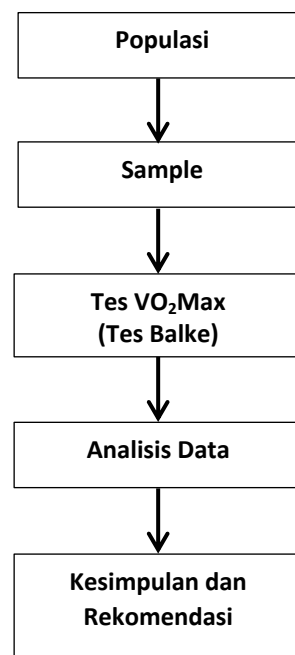 Populasi
Sample
Tes VO₂Max
(Tes Balke)
Analisis Data
Kesimpulan dan
Rekomendasi